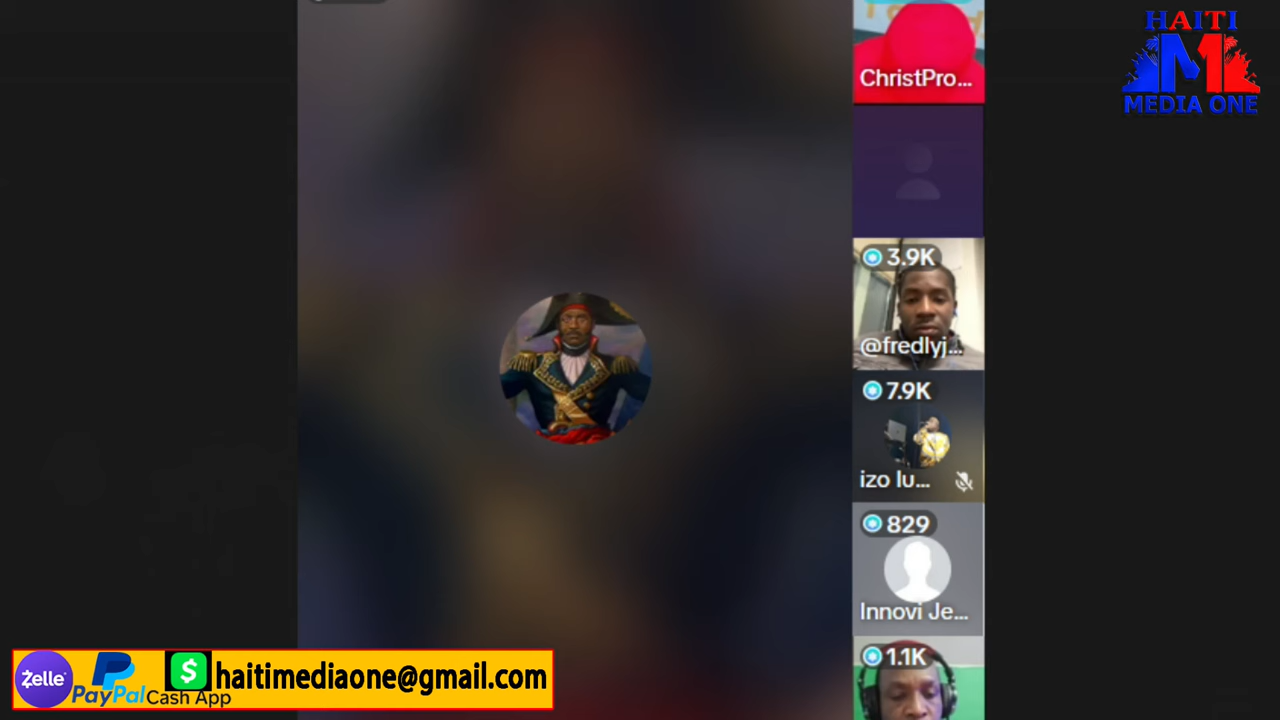 HAITI
M1
MEDIA ONE
ChristPro...
3.9K
@fredlyj...
7.9K
izo lu...
829
Innovi Je...
1.1K
Zelle
PayPal
$
Cash App
haitimediaone@gmail.com